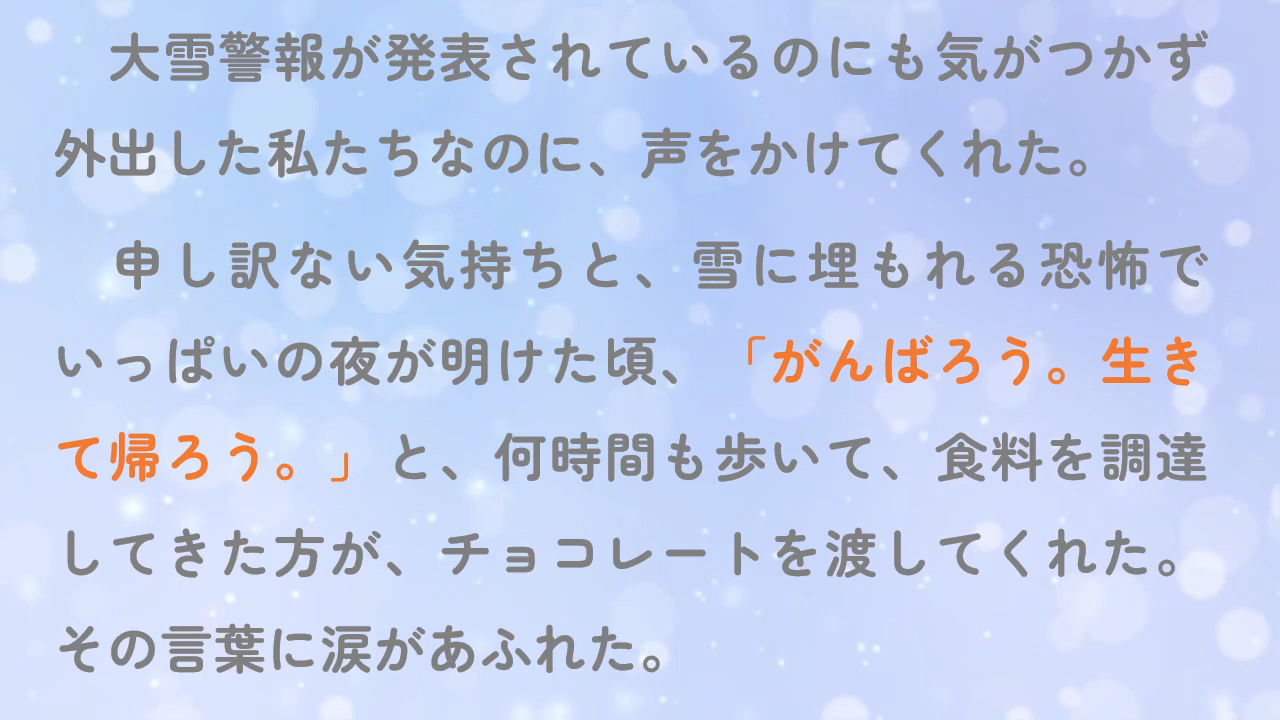 大雪警報が発表されているのにも気がつかず
外出した私たちなのに、声をかけてくれた。
申し訳ない気持ちと、雪に埋もれる恐怖で
いっぱいの夜が明けた頃、「がんばろう。生き
て帰ろう。」と、何時間も歩いて、食料を調達
してきた方が、チョコレートを渡してくれた。
その言葉に涙があふれた。